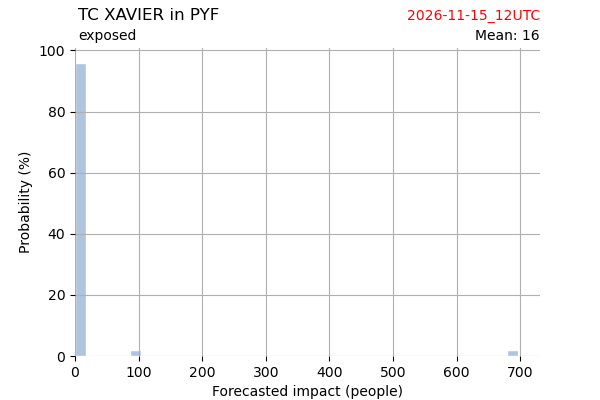 TC XAVIER in PYF
2026-11-15_12UTC
exposed
Mean: 16
100
80
60
40
20
0
Probability (%)
0 100 200 300 400 500 600 700
Forecasted impact (people)